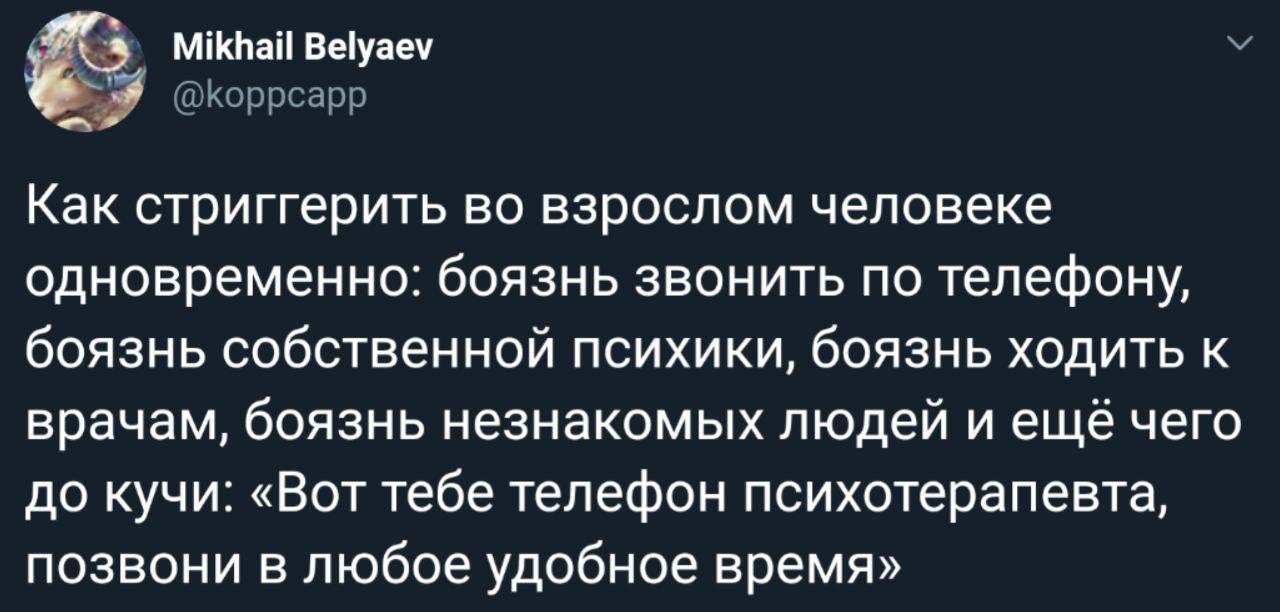 Mikhail Belyaev
@koppcapp
Как стриггерить во взрослом человеке
одновременно: боязнь звонить по телефону,
боязнь собственной психики, боязнь ходить к
врачам, боязнь незнакомых людей и ещё чего
до кучи: «Вот тебе телефон психотерапевта,
позвони в любое удобное время»